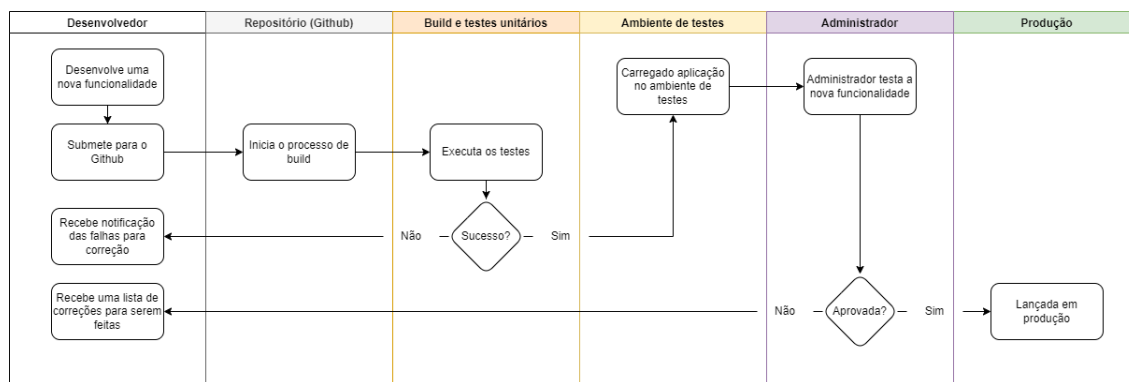 Desenvolvedor
Repositório (Github)
Build e testes unitários
Ambiente de testes
Administrador
Produção
Desenvolve uma
nova funcionalidade
Carregado aplicação
no ambiente de
testes
Administrador testa a
nova funcionalidade
Submete para o
Github
Inicia o processo de
build
Executa os testes
Recebe notificação
das falhas para
correção
Não
Sucesso?
Sim
Recebe uma lista de
correções para serem
feitas
Não
Aprovada?
Sim
Lançada em
produção